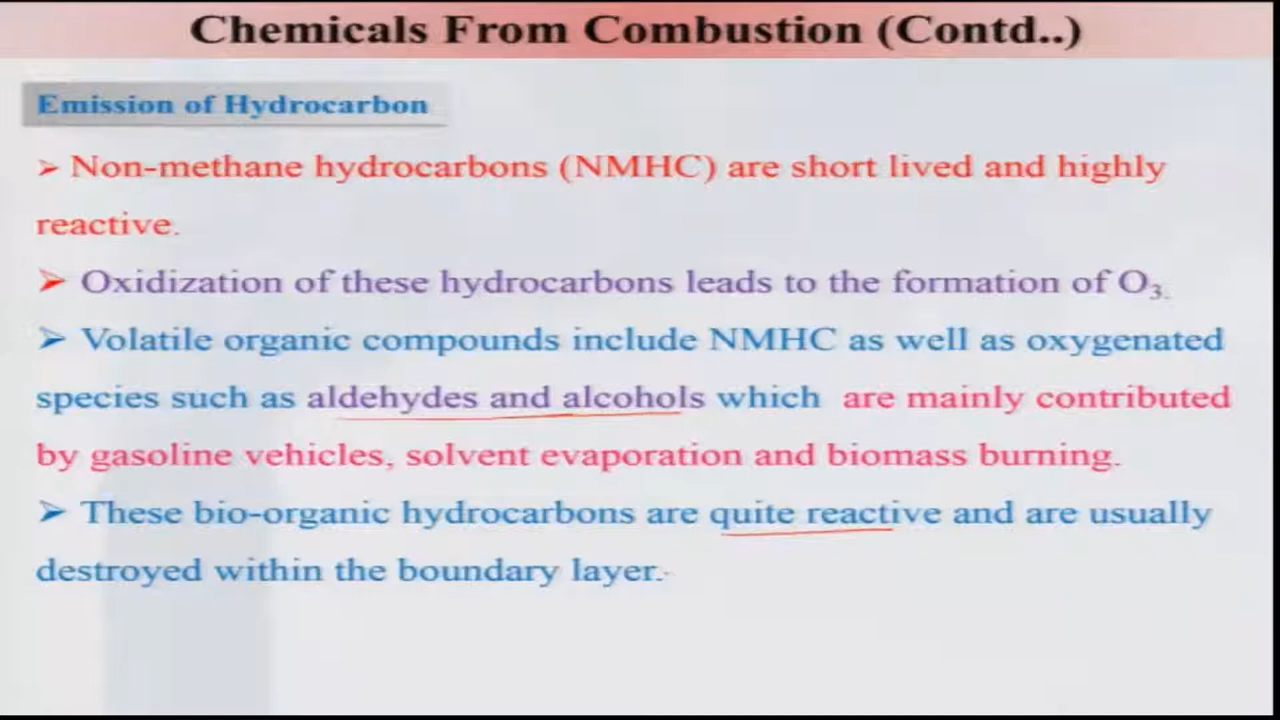 Chemicals From Combustion (Contd..)
Emission of Hydrocarbon
➢ Non-methane hydrocarbons (NMHC) are short lived and highly
reactive.
➢ Oxidization of these hydrocarbons leads to the formation of O₃.
➢ Volatile organic compounds include NMHC as well as oxygenated
species such as aldehydes and alcohols which are mainly contributed
by gasoline vehicles, solvent evaporation and biomass burning.
➢ These bio-organic hydrocarbons are quite reactive and are usually
destroyed within the boundary layer.